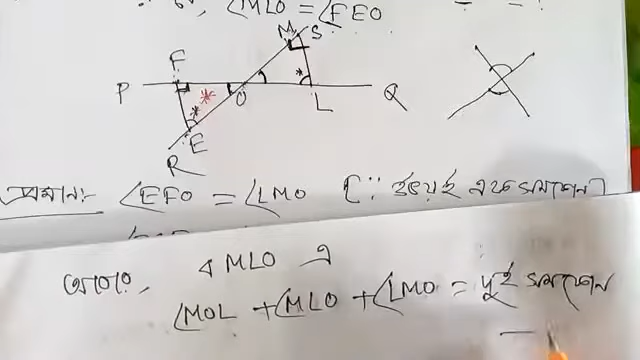 ∠MLO = ∠FEO
M S
F
P O L Q
E
R
প্রমাণঃ- ∠EFO = ∠LMO [∵ উভয়ই এক সমকোণ]
আবার, Δ MLO এ
∠MOL + ∠MLO + ∠LMO = দুই সমকোণ